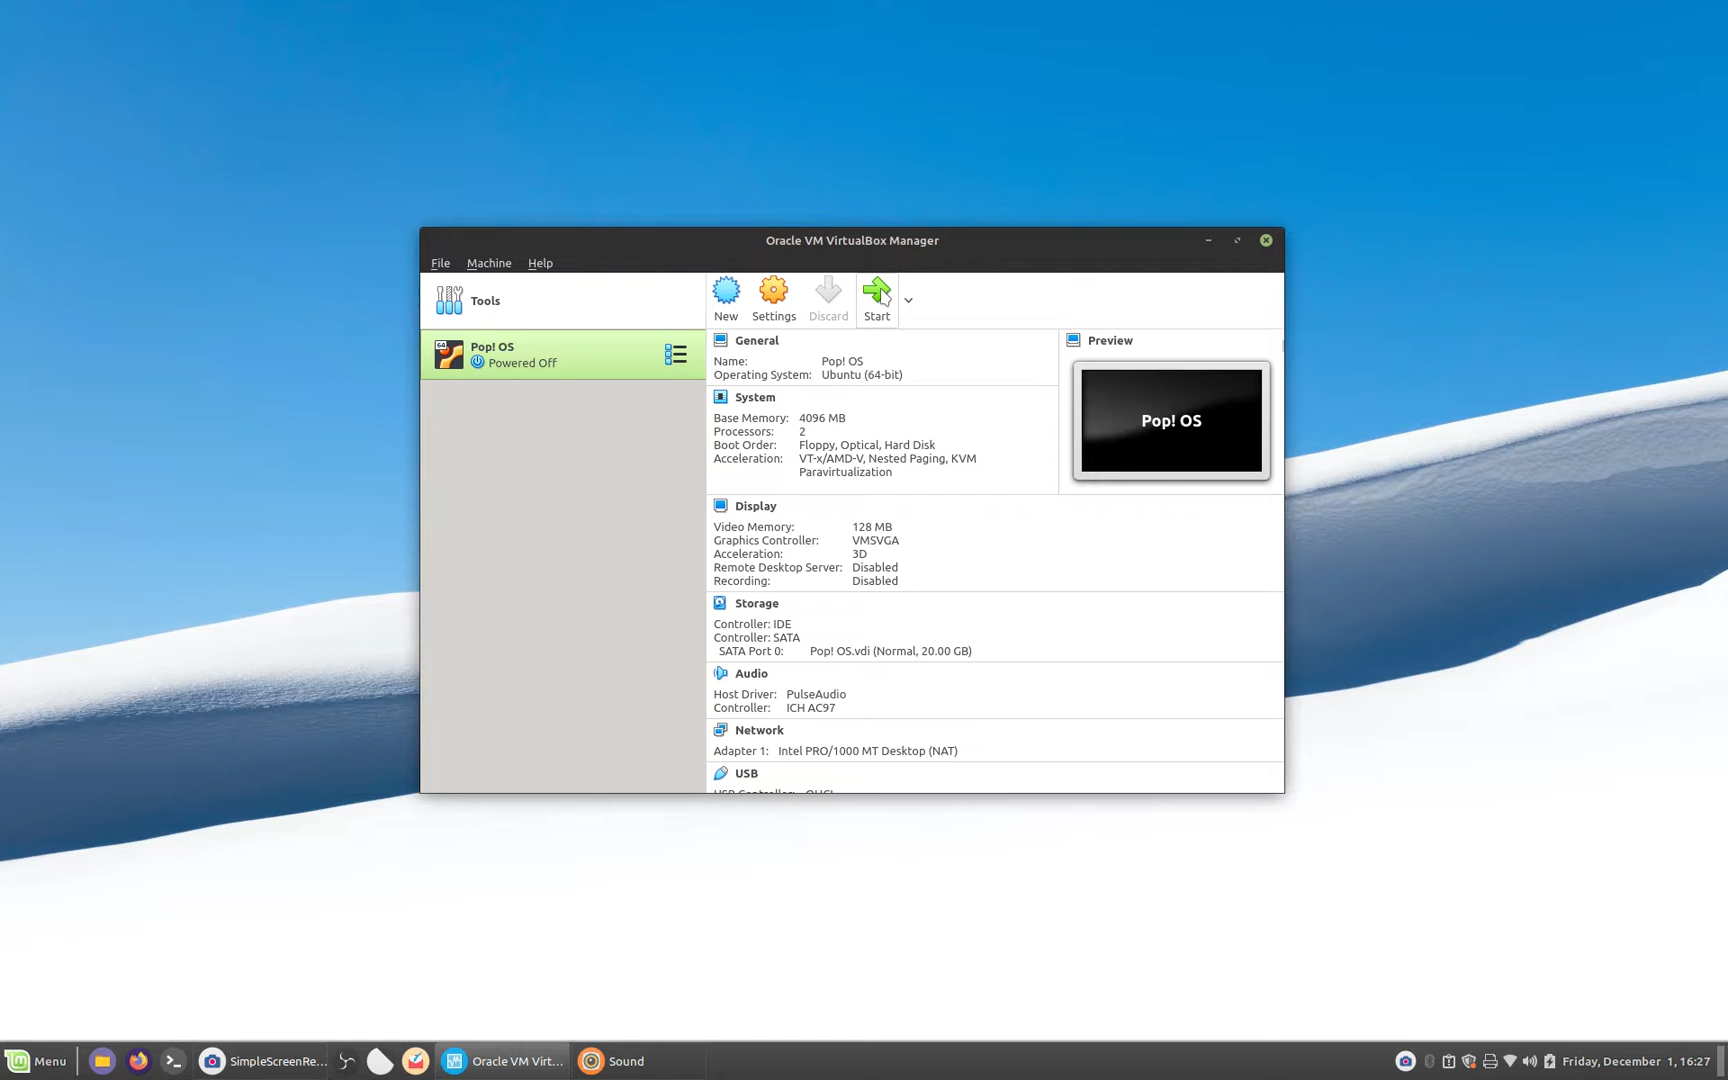 Oracle VM VirtualBox Manager
File Machine Help
Tools
New Settings Discard Start
64 Pop! OS
Powered Off
General
Name: Pop! OS
Operating System: Ubuntu (64-bit)
System
Base Memory: 4096 MB
Processors: 2
Boot Order: Floppy, Optical, Hard Disk
Acceleration: VT-x/AMD-V, Nested Paging, KVM
Paravirtualization
Preview
Pop! OS
Display
Video Memory: 128 MB
Graphics Controller: VMSVGA
Acceleration: 3D
Remote Desktop Server: Disabled
Recording: Disabled
Storage
Controller: IDE
Controller: SATA
SATA Port 0: Pop! OS.vdi (Normal, 20.00 GB)
Audio
Host Driver: PulseAudio
Controller: ICH AC97
Network
Adapter 1: Intel PRO/1000 MT Desktop (NAT)
USB
USB Controller: OHCI
Menu SimpleScreenRe... Oracle VM Virt... Sound Friday, December 1, 16:27